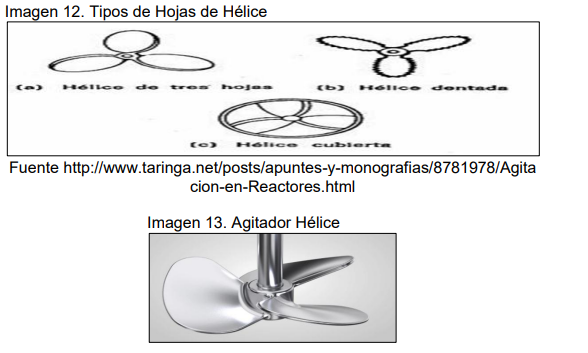 Imagen 12. Tipos de Hojas de Hélice
(a) Hélice de tres hojas (b) Hélice dentada
(c) Hélice cubierta
Fuente http://www.taringa.net/posts/apuntes-y-monografias/8781978/Agita
cion-en-Reactores.html
Imagen 13. Agitador Hélice